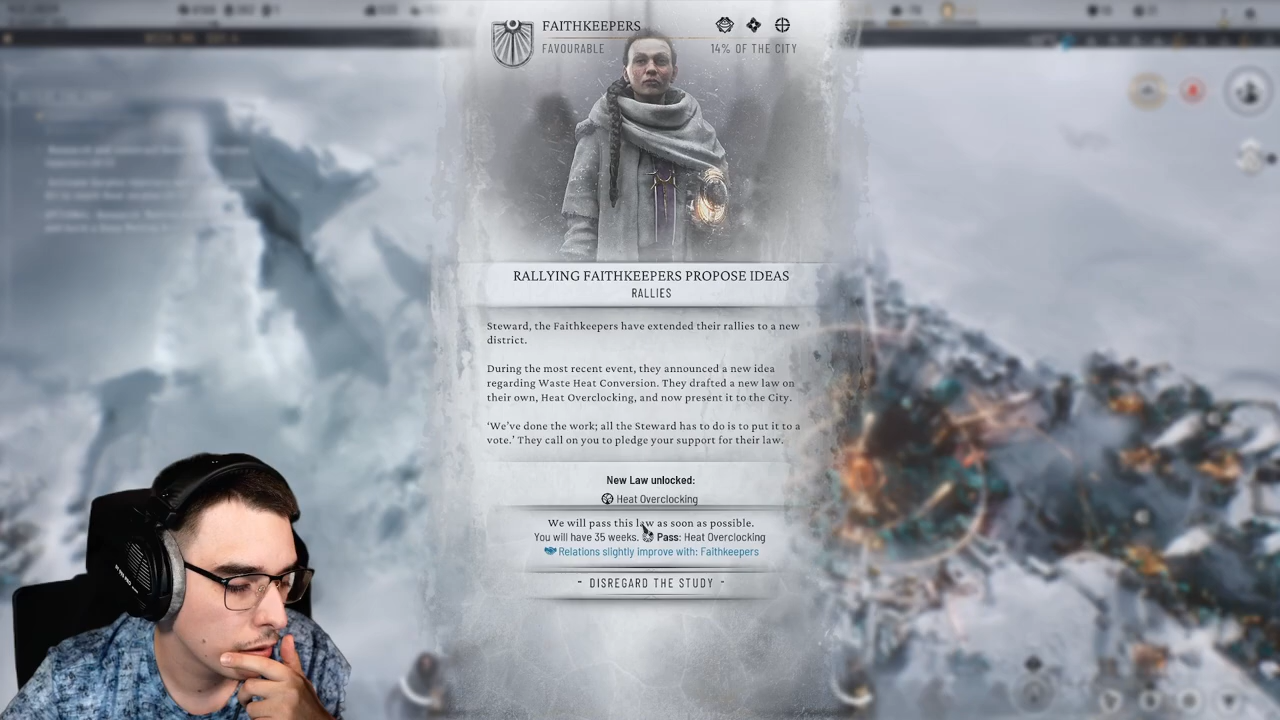 FAITHKEEPERS
FAVOURABLE
14% OF THE CITY
RALLYING FAITHKEEPERS PROPOSE IDEAS
RALLIES
Steward, the Faithkeepers have extended their rallies to a new
district.
During the most recent event, they announced a new idea
regarding Waste Heat Conversion. They drafted a new law on
their own, Heat Overclocking, and now present it to the City.
‘We've done the work; all the Steward has to do is to put it to a
vote.’ They call on you to pledge your support for their law.
New Law unlocked:
Heat Overclocking
We will pass this law as soon as possible.
You will have 35 weeks. Pass: Heat Overclocking
Relations slightly improve with: Faithkeepers
- DISREGARD THE STUDY -